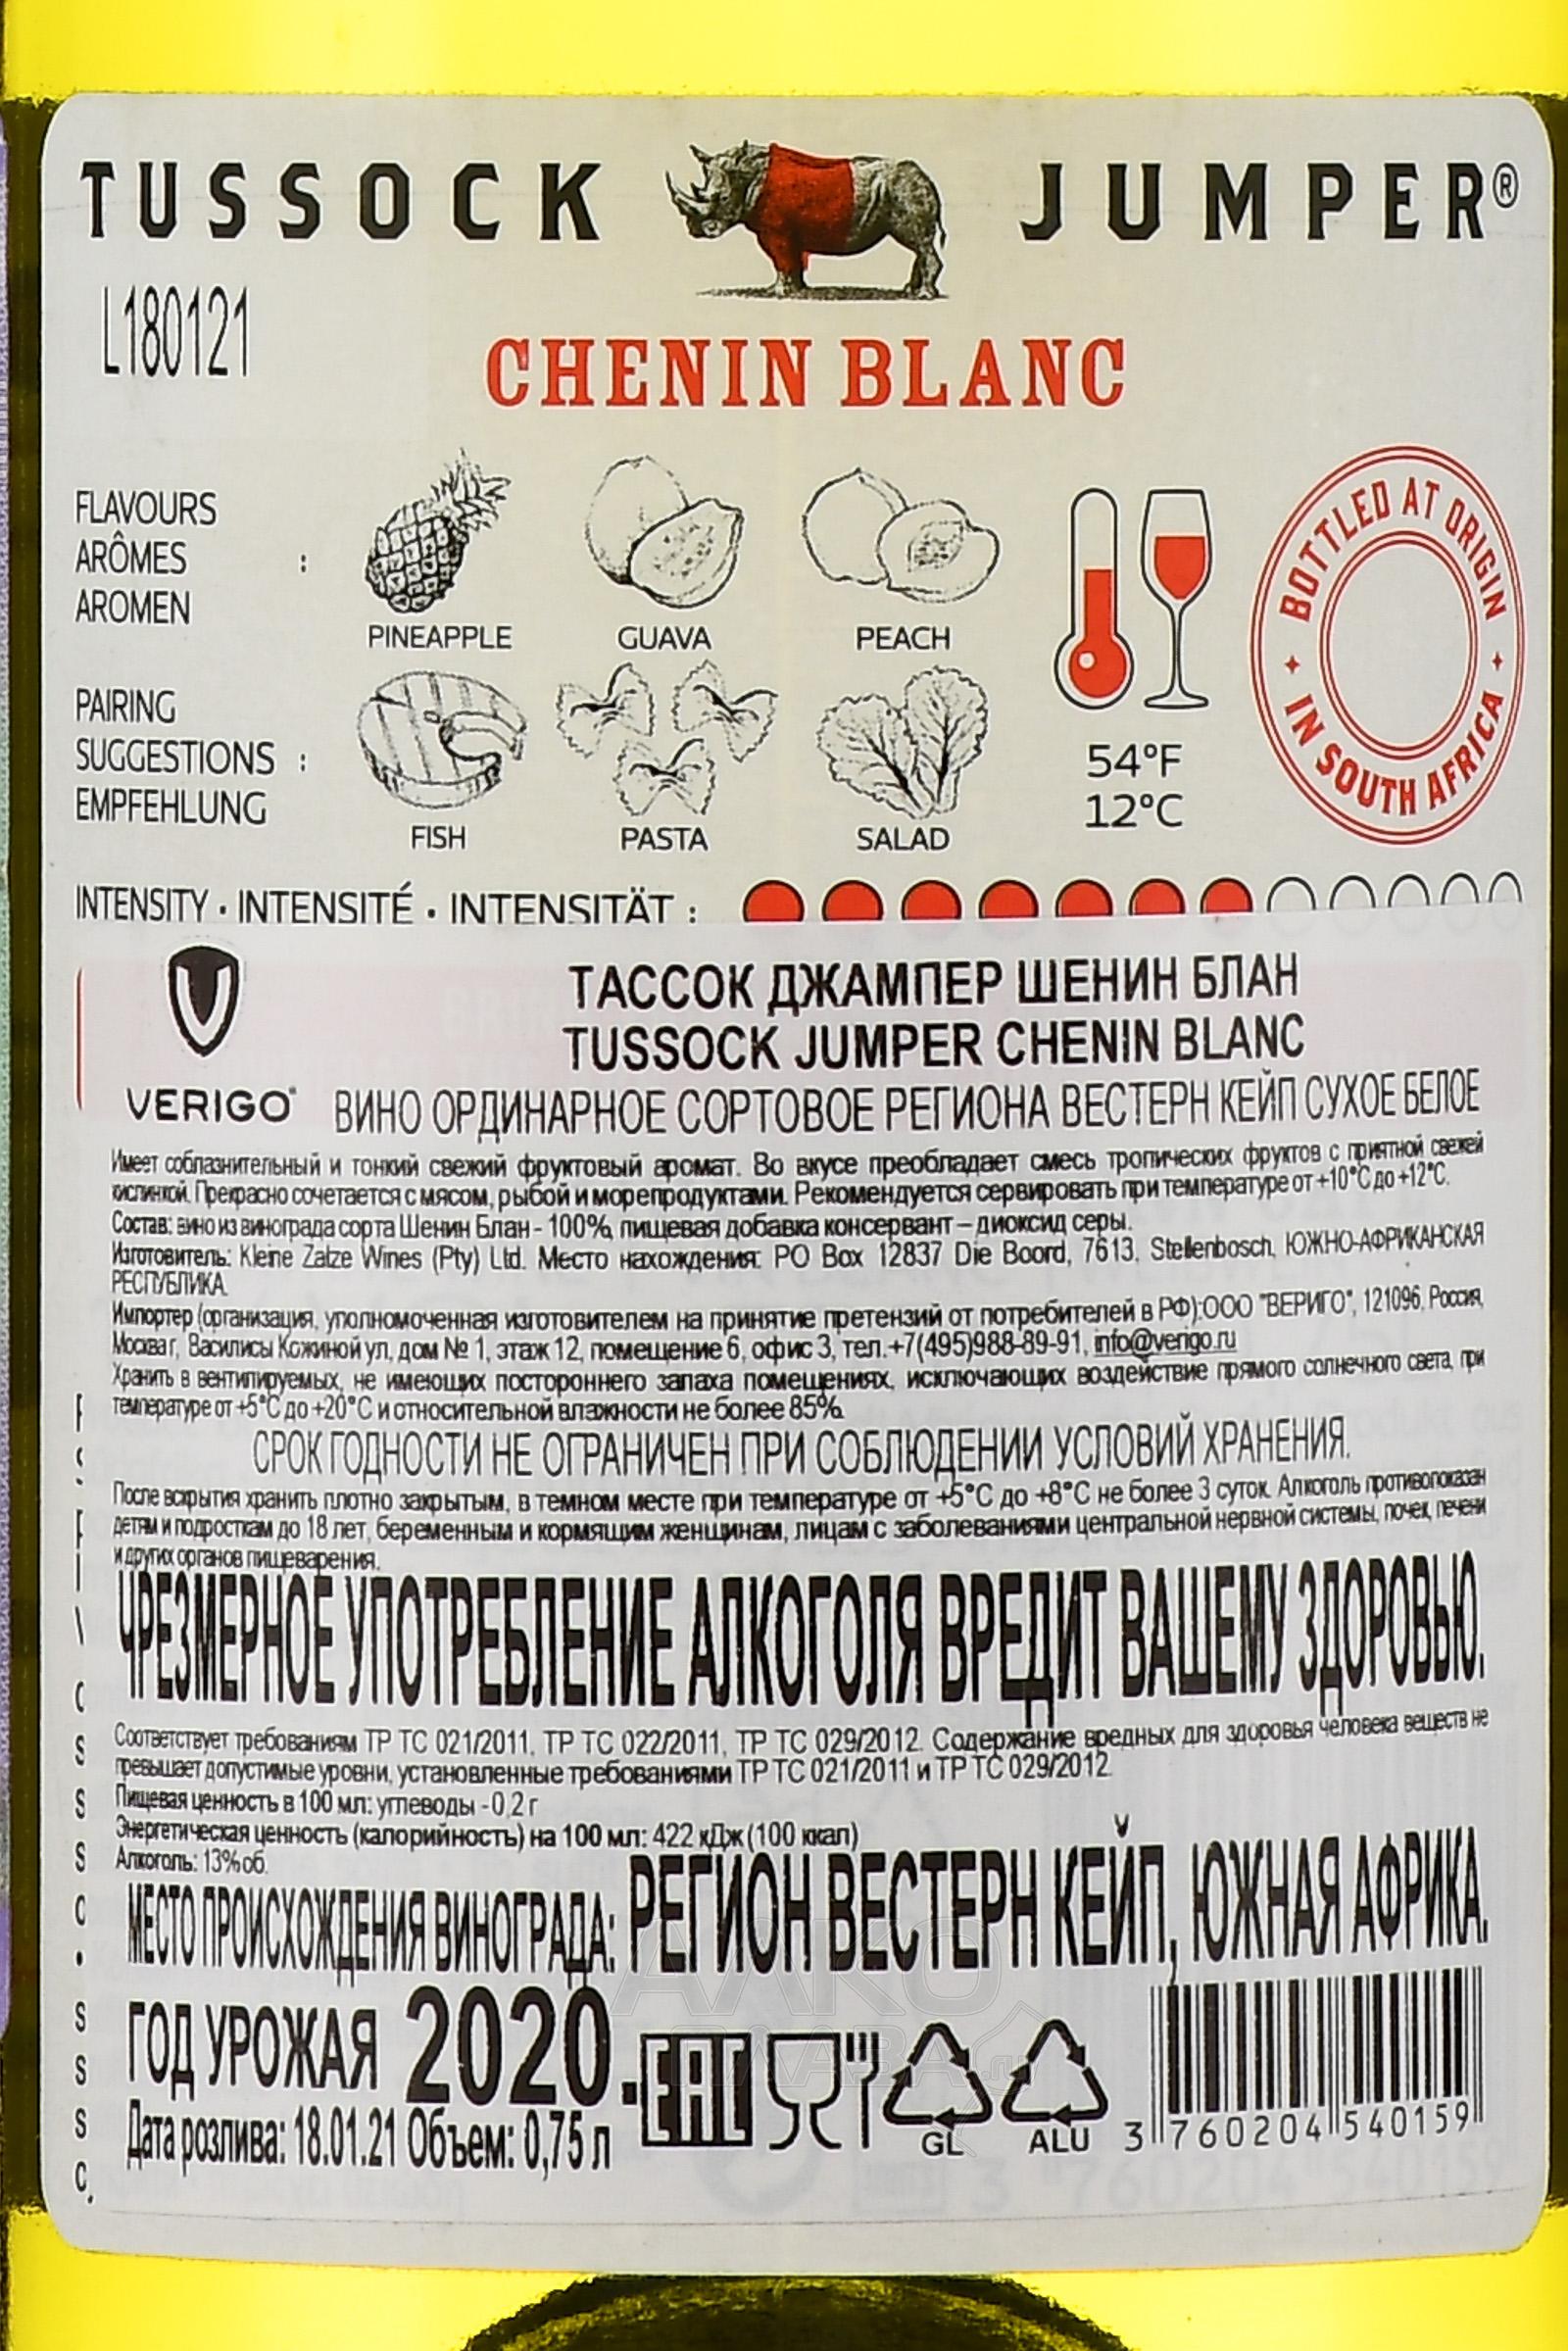 TUSSOCK JUMPER®
L180121
CHENIN BLANC
FLAVOURS
ARÔMES :
AROMEN
PINEAPPLE GUAVA PEACH
PAIRING
SUGGESTIONS :
EMPFEHLUNG
FISH PASTA SALAD
54°F
12°C
BOTTLED AT ORIGIN
IN SOUTH AFRICA
INTENSITY • INTENSITÉ • INTENSITÄT :
ТАССОК ДЖАМПЕР ШЕНИН БЛАН
TUSSOCK JUMPER CHENIN BLANC
VERIGO
ВИНО ОРДИНАРНОЕ СОРТОВОЕ РЕГИОНА ВЕСТЕРН КЕЙП СУХОЕ БЕЛОЕ
Имеет соблазнительный и тонкий свежий фруктовый аромат. Во вкусе преобладает смесь тропических фруктов с приятной свежей
кислинкой. Прекрасно сочетается с мясом, рыбой и морепродуктами. Рекомендуется сервировать при температуре от +10°C до +12°C.
Состав: вино из винограда сорта Шенин Блан - 100%, пищевая добавка консервант – диоксид серы.
Изготовитель: Kleine Zalze Wines (Pty) Ltd. Место нахождения: PO Box 12837 Die Boord, 7613, Stellenbosch, ЮЖНО-АФРИКАНСКАЯ
РЕСПУБЛИКА.
Импортер (организация, уполномоченная изготовителем на принятие претензий от потребителей в РФ):ООО "ВЕРИГО", 121096, Россия,
Москва г, Василисы Кожиной ул, дом № 1, этаж 12, помещение 6, офис 3, тел.+7(495)988-89-91, info@verigo.ru
Хранить в вентилируемых, не имеющих постороннего запаха помещениях, исключающих воздействие прямого солнечного света, при
температуре от +5°C до +20°C и относительной влажности не более 85%.
СРОК ГОДНОСТИ НЕ ОГРАНИЧЕН ПРИ СОБЛЮДЕНИИ УСЛОВИЙ ХРАНЕНИЯ.
После вскрытия хранить плотно закрытым, в темном месте при температуре от +5°C до +8°C не более 3 суток. Алкоголь противопоказан
детям и подросткам до 18 лет, беременным и кормящим женщинам, лицам с заболеваниями центральной нервной системы, почек, печени
и других органов пищеварения.
ЧРЕЗМЕРНОЕ УПОТРЕБЛЕНИЕ АЛКОГОЛЯ ВРЕДИТ ВАШЕМУ ЗДОРОВЬЮ.
Соответствует требованиям ТР ТС 021/2011, ТР ТС 022/2011, ТР ТС 029/2012. Содержание вредных для здоровья человека веществ не
превышает допустимые уровни, установленные требованиями ТР ТС 021/2011 и ТР ТС 029/2012.
Пищевая ценность в 100 мл: углеводы - 0,2 г
Энергетическая ценность (калорийность) на 100 мл: 422 кДж (100 ккал)
Алкоголь: 13% об.
МЕСТО ПРОИСХОЖДЕНИЯ ВИНОГРАДА: РЕГИОН ВЕСТЕРН КЕЙП, ЮЖНАЯ АФРИКА.
ГОД УРОЖАЯ 2020.
Дата розлива: 18.01.21 Объем: 0,75 л
EAC
GL ALU
3 760204 540159